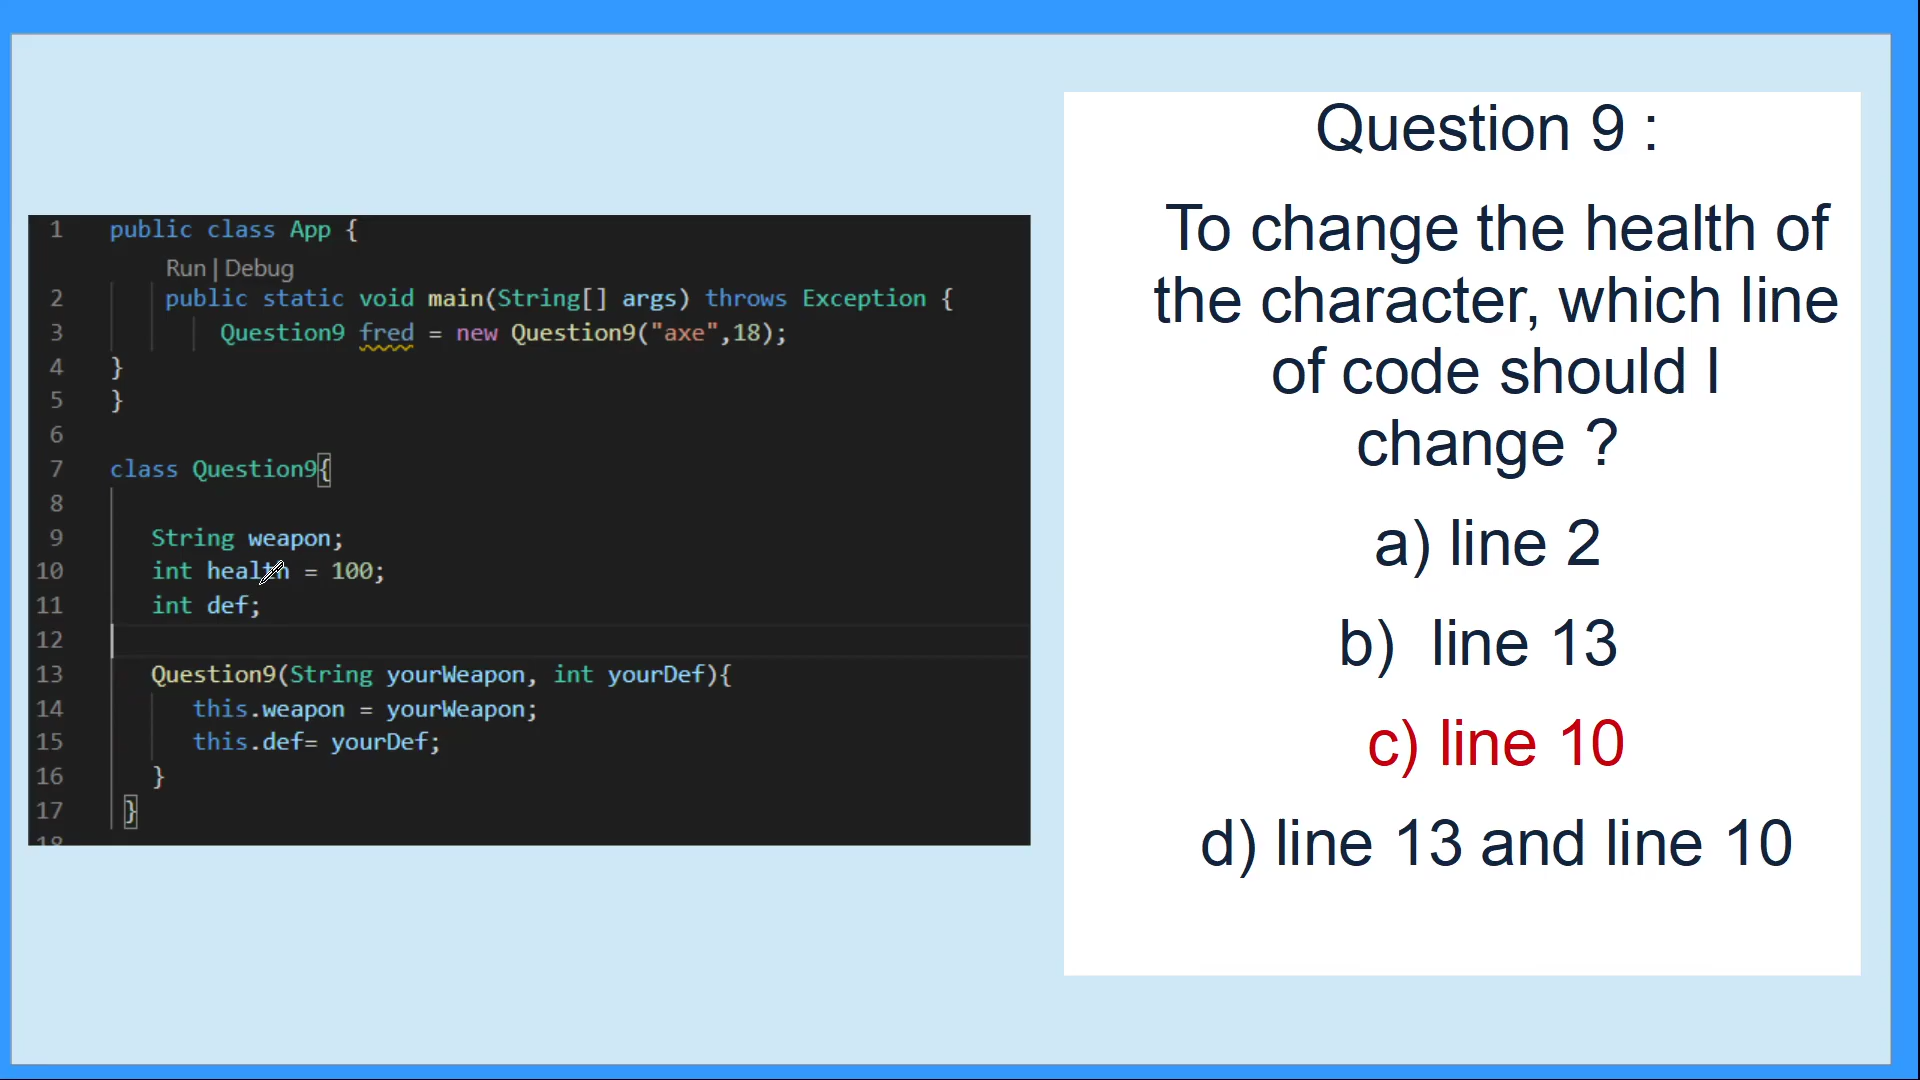 1 public class App {
Run | Debug
2 public static void main(String[] args) throws Exception {
3 Question9 fred = new Question9("axe",18);
4 }
5 }
6
7 class Question9{
8
9 String weapon;
10 int health = 100;
11 int def;
12
13 Question9(String yourWeapon, int yourDef){
14 this.weapon = yourWeapon;
15 this.def= yourDef;
16 }
17 }
18
Question 9 :
To change the health of
the character, which line
of code should I
change ?
a) line 2
b) line 13
c) line 10
d) line 13 and line 10